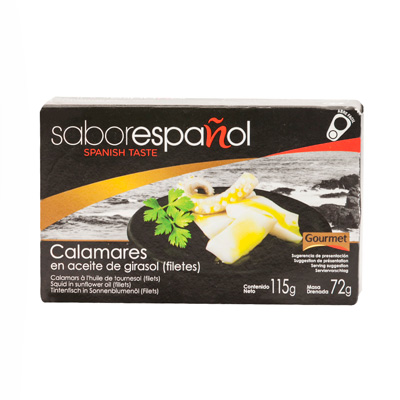 saborespañol
SPANISH TASTE
Gourmet
Calamares
en aceite de girasol (filetes)
Calamars à l'huile de tournesol (filets)
Squid in sunflower oil (fillets)
Tintenfisch in Sonnenblumenöl (Filets)
Sugerencia de presentación
Suggestion de présentation
Serving suggestion
Serviervorschlag
Contenido Neto 115g
Masa Drenada 72g